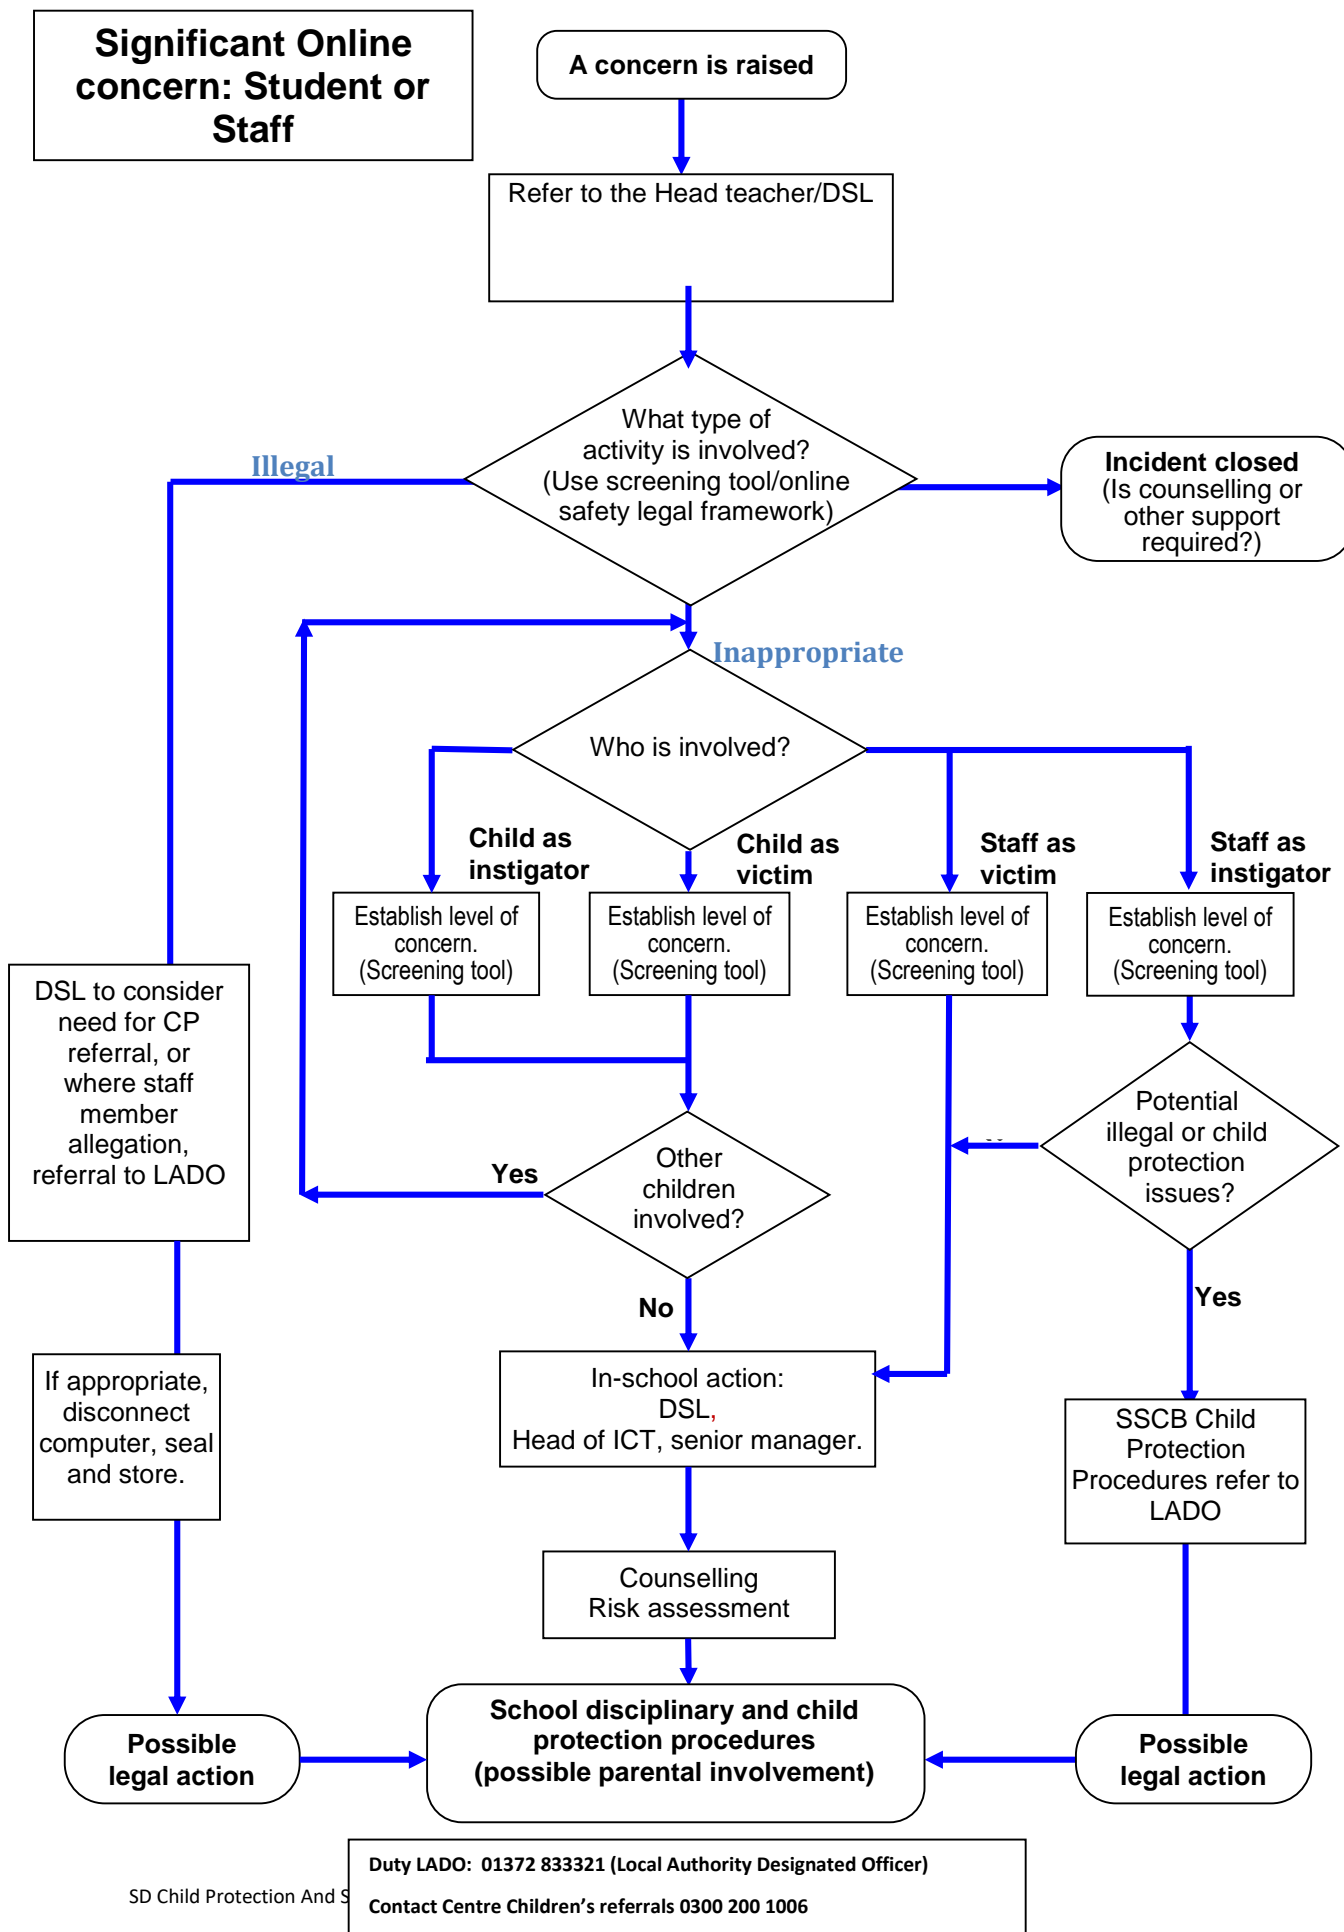 Significant Online
concern: Student or
Staff
A concern is raised
Refer to the Head teacher/DSL
What type of
activity is involved?
(Use screening tool/online
safety legal framework)
Illegal
Incident closed
(Is counselling or
other support
required?)
Inappropriate
Who is involved?
Child as
instigator
Child as
victim
Staff as
victim
Staff as
instigator
Establish level of
concern.
(Screening tool)
Establish level of
concern.
(Screening tool)
Establish level of
concern.
(Screening tool)
Establish level of
concern.
(Screening tool)
DSL to consider
need for CP
referral, or
where staff
member
allegation,
referral to LADO
Potential
illegal or child
protection
issues?
Other
children
involved?
Yes
No
Yes
If appropriate,
disconnect
computer, seal
and store.
In-school action:
DSL,
Head of ICT, senior manager.
SSCB Child
Protection
Procedures refer to
LADO
Counselling
Risk assessment
Possible
legal action
School disciplinary and child
protection procedures
(possible parental involvement)
Possible
legal action
Duty LADO: 01372 833321 (Local Authority Designated Officer)
SD Child Protection And S
Contact Centre Children’s referrals 0300 200 1006